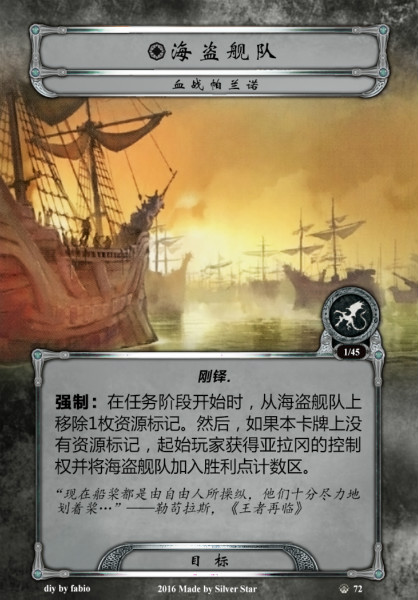 海盗舰队
血战帕兰诺
1/45
刚铎.
强制：在任务阶段开始时，从海盗舰队上
移除1枚资源标记。然后，如果本卡牌上没
有资源标记，起始玩家获得亚拉冈的控制
权并将海盗舰队加入胜利点计数区。
“现在船桨都是由自由人所操纵，他们十分尽力地
划着桨…”——勒苟拉斯，《王者再临》
目标
diy by fabio
2016 Made by Silver Star
72